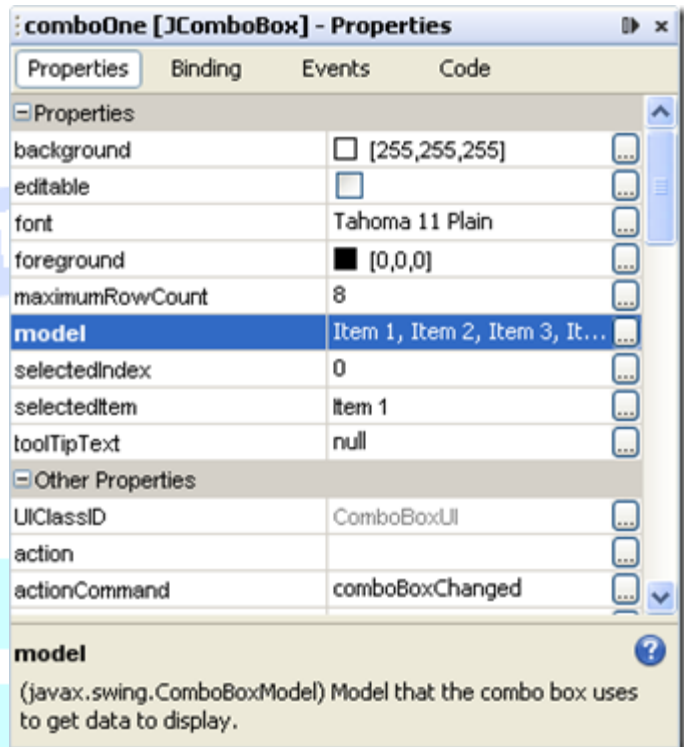 comboOne [JComboBox] - Properties
Properties Binding Events Code
Properties
background [255,255,255] ...
editable ...
font Tahoma 11 Plain ...
foreground [0,0,0] ...
maximumRowCount 8 ...
model Item 1, Item 2, Item 3, It... ...
selectedIndex 0 ...
selectedItem Item 1 ...
toolTipText null ...
Other Properties
UIClassID ComboBoxUI ...
action ...
actionCommand comboBoxChanged ...
model ?
(javax.swing.ComboBoxModel) Model that the combo box uses
to get data to display.